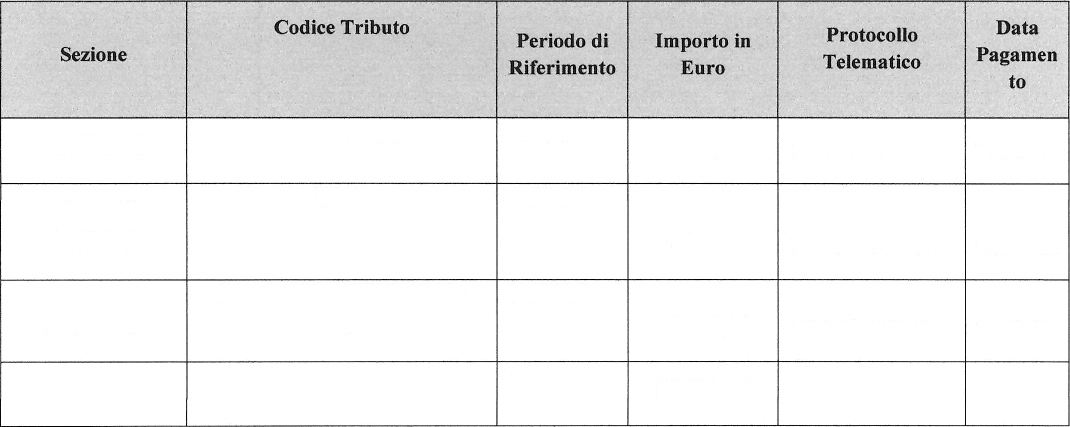 Sezione
Codice Tributo
Periodo di
Riferimento
Importo in
Euro
Protocollo
Telematico
Data
Pagamen
to